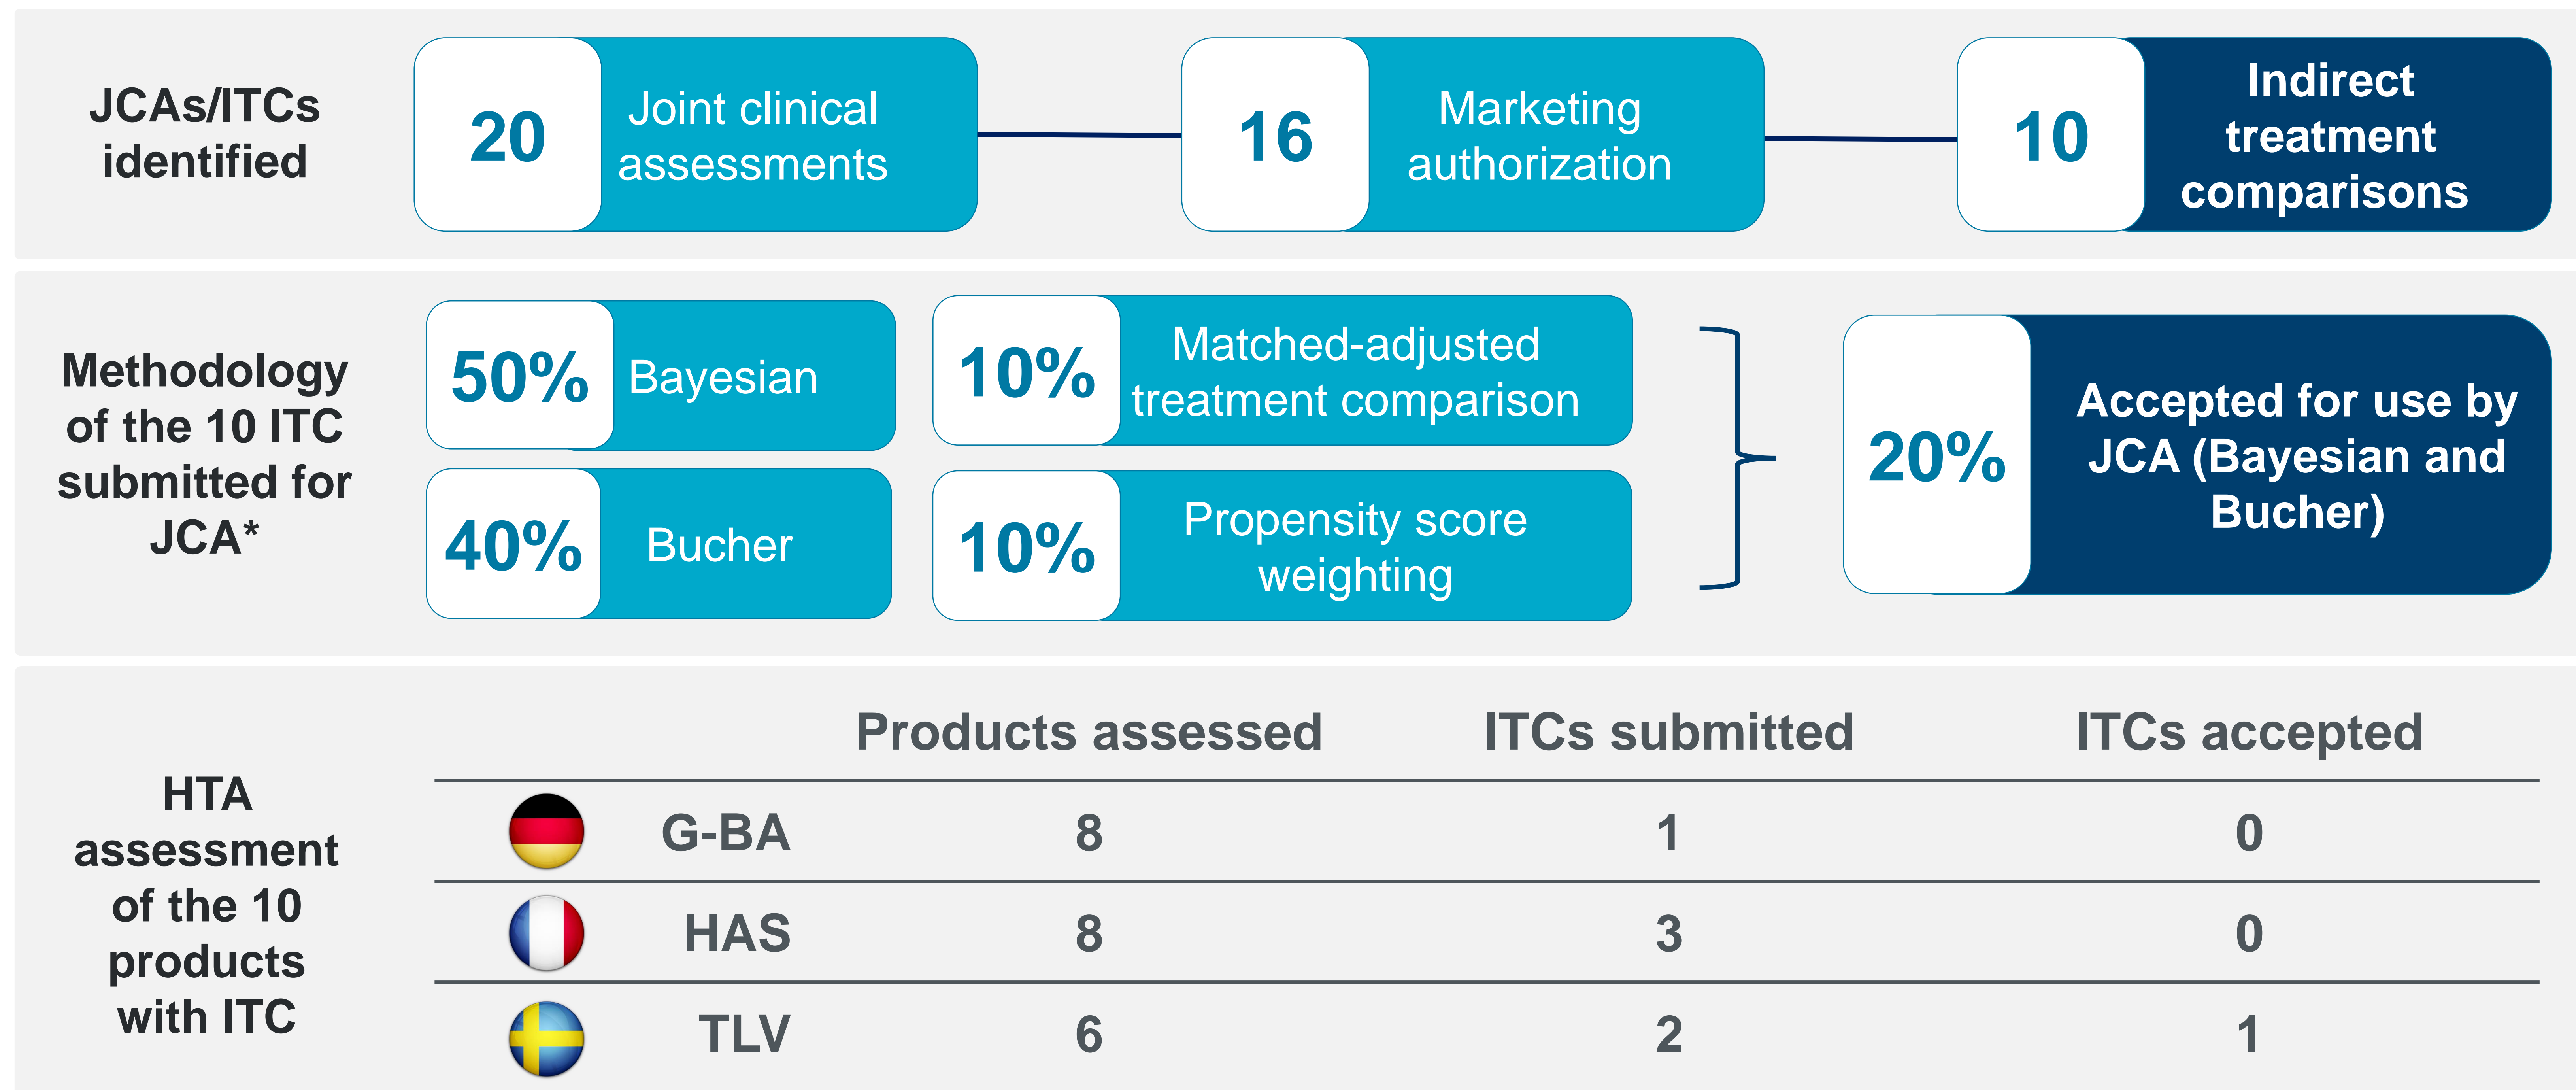 JCAs/ITCs
identified
20
Joint clinical
assessments
16
Marketing
authorization
10
Indirect
treatment
comparisons
Methodology
of the 10 ITC
submitted for
JCA*
50%
Bayesian
10%
Matched-adjusted
treatment comparison
40%
Bucher
10%
Propensity score
weighting
20%
Accepted for use by
JCA (Bayesian and
Bucher)
HTA
assessment
of the 10
products
with ITC
Products assessed ITCs submitted ITCs accepted
G-BA 8 1 0
HAS 8 3 0
TLV 6 2 1